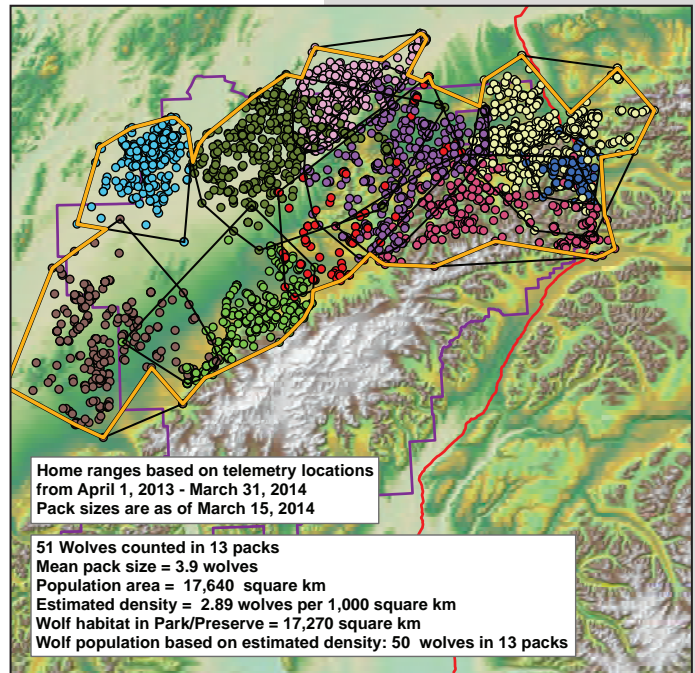 Home ranges based on telemetry locations
from April 1, 2013 - March 31, 2014
Pack sizes are as of March 15, 2014
51 Wolves counted in 13 packs
Mean pack size = 3.9 wolves
Population area = 17,640 square km
Estimated density = 2.89 wolves per 1,000 square km
Wolf habitat in Park/Preserve = 17,270 square km
Wolf population based on estimated density: 50 wolves in 13 packs